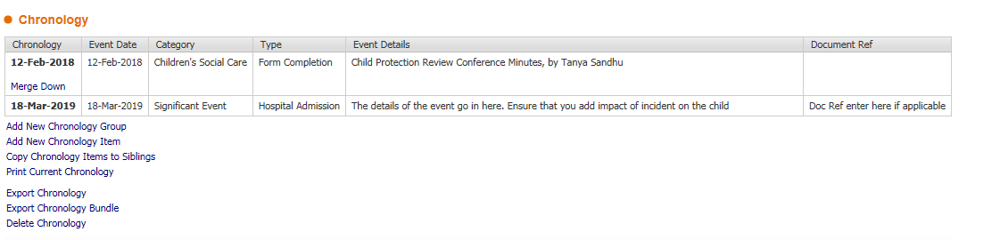 Chronology
Chronology Event Date Category Type Event Details Document Ref
12-Feb-2018 12-Feb-2018 Children's Social Care Form Completion Child Protection Review Conference Minutes, by Tanya Sandhu
Merge Down
18-Mar-2019 18-Mar-2019 Significant Event Hospital Admission The details of the event go in here. Ensure that you add impact of incident on the child Doc Ref enter here if applicable
Add New Chronology Group
Add New Chronology Item
Copy Chronology Items to Siblings
Print Current Chronology
Export Chronology
Export Chronology Bundle
Delete Chronology